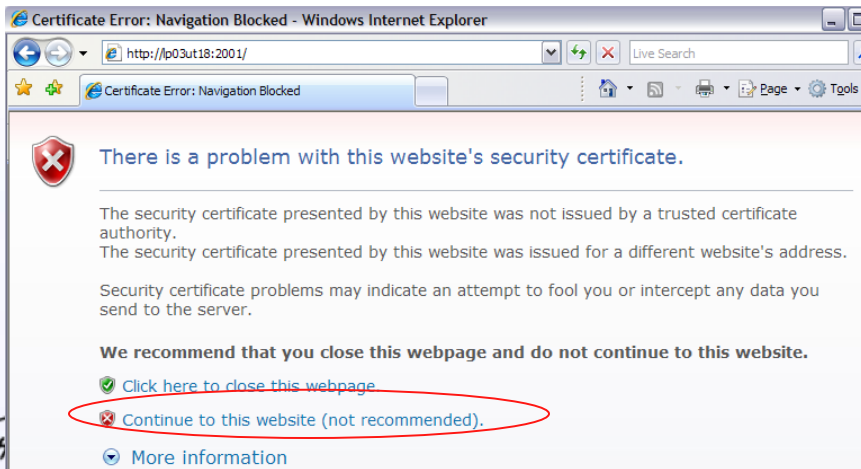 Certificate Error: Navigation Blocked - Windows Internet Explorer
http://lp03ut18:2001/
Live Search
Certificate Error: Navigation Blocked
Page
Tools
There is a problem with this website's security certificate.
The security certificate presented by this website was not issued by a trusted certificate
authority.
The security certificate presented by this website was issued for a different website's address.
Security certificate problems may indicate an attempt to fool you or intercept any data you
send to the server.
We recommend that you close this webpage and do not continue to this website.
Click here to close this webpage.
Continue to this website (not recommended).
More information